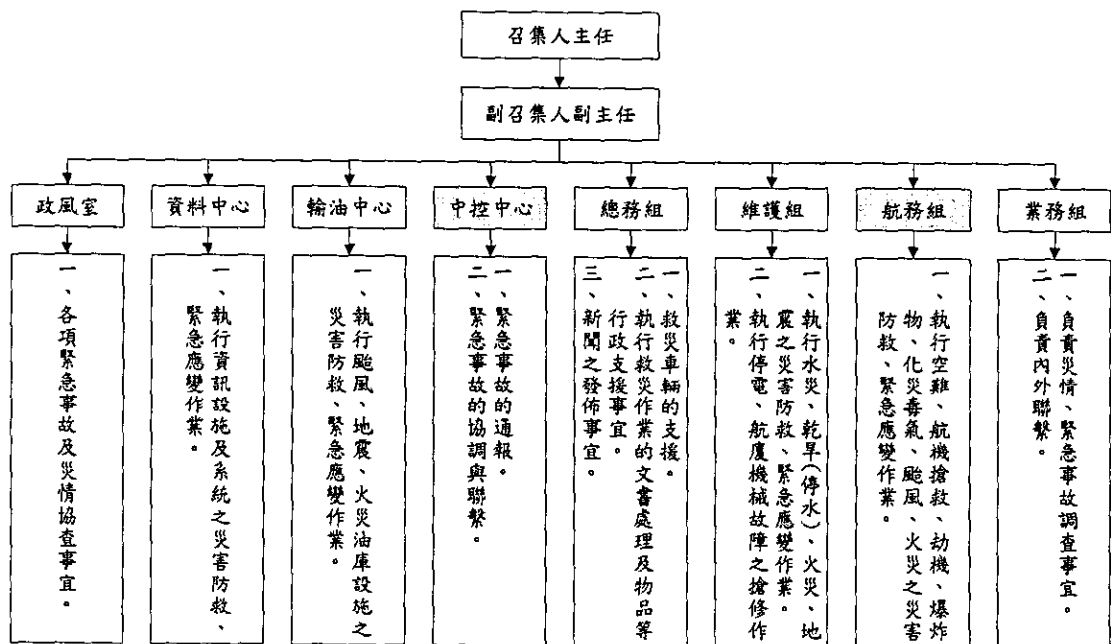 召集人主任
副召集人副主任
政風室
資料中心
輸油中心
中控中心
總務組
維護組
航務組
業務組
一、各項緊急事故及災情協查事宜。
一、執行資訊設施及系統之災害防救、
緊急應變作業。
一、執行颱風、地震、火災油庫設施之
災害防救、緊急應變作業。
一、緊急事故的通報。
二、緊急事故的協調與聯繫。
一、救災車輛的支援。
二、執行救災作業的文書處理及物品等
行政支援事宜。
三、新聞之發佈事宜。
一、執行水災、乾旱(停水)、火災、地
震之災害防救、緊急應變作業。
二、執行停電、航廈機械故障之搶修作
業。
一、執行空難、航機搶救、劫機、爆炸
物、化災毒氣、颱風、火災之災害
防救、緊急應變作業。
一、負責災情、緊急事故調查事宜。
二、負責內外聯繫。